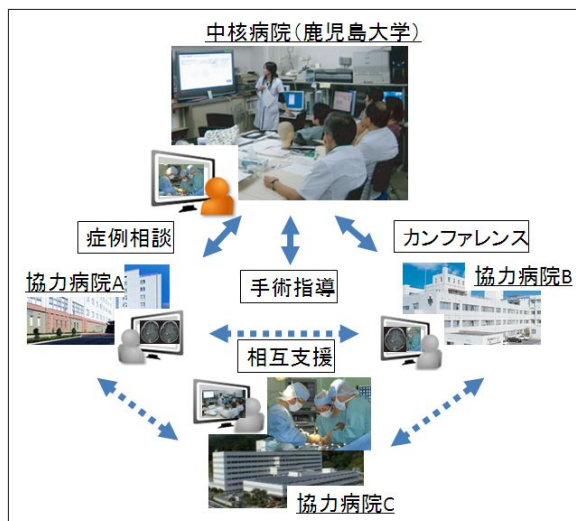 中核病院（鹿児島大学）
症例相談
カンファレンス
協力病院A
手術指導
協力病院B
相互支援
協力病院C